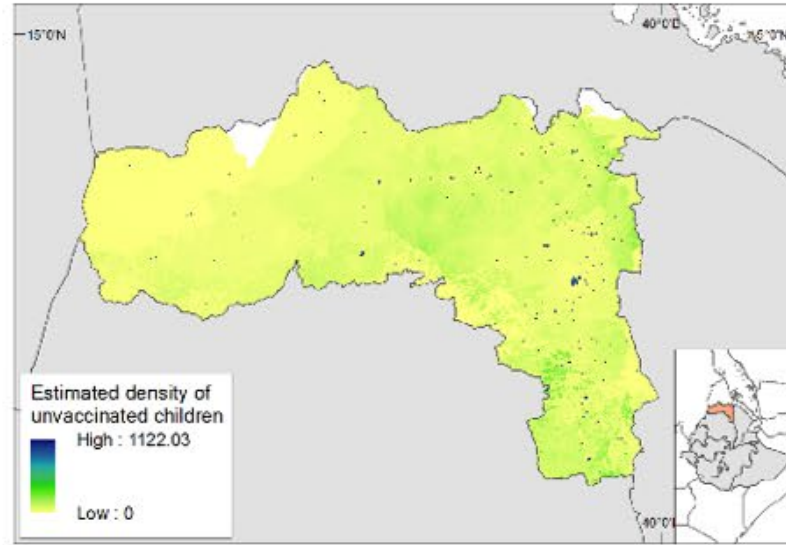 15°0'N
40°0'E
15°0'N
Estimated density of
unvaccinated children
High : 1122.03
Low : 0
40°0'E